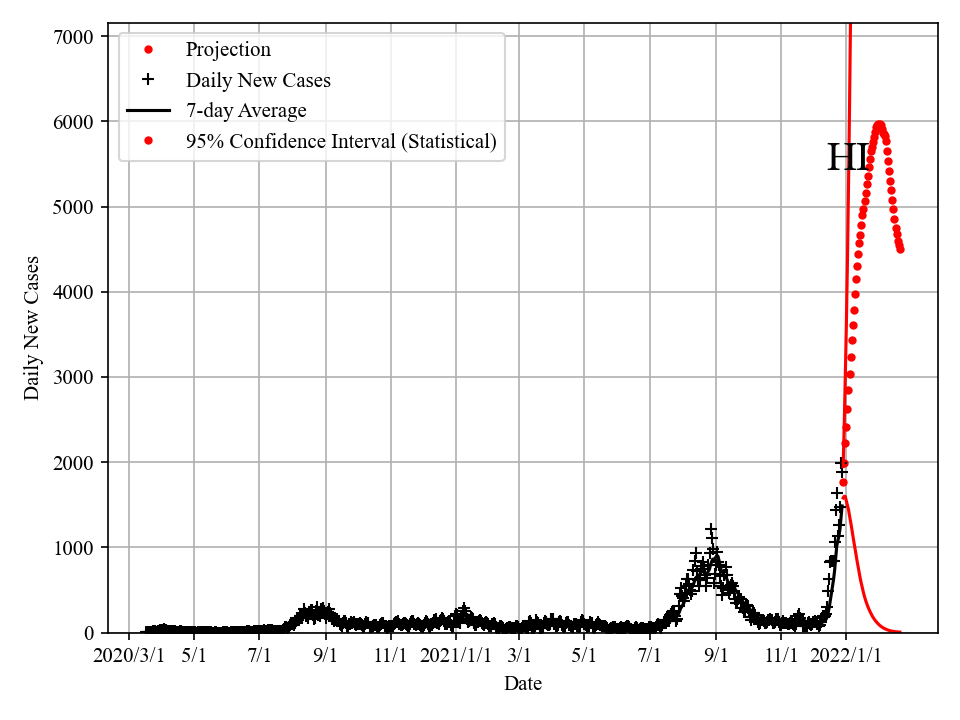 7000
6000
5000
4000
3000
2000
1000
0
Daily New Cases
Projection
Daily New Cases
7-day Average
95% Confidence Interval (Statistical)
HI
2020/3/1 5/1 7/1 9/1 11/1 2021/1/1 3/1 5/1 7/1 9/1 11/1 2022/1/1
Date